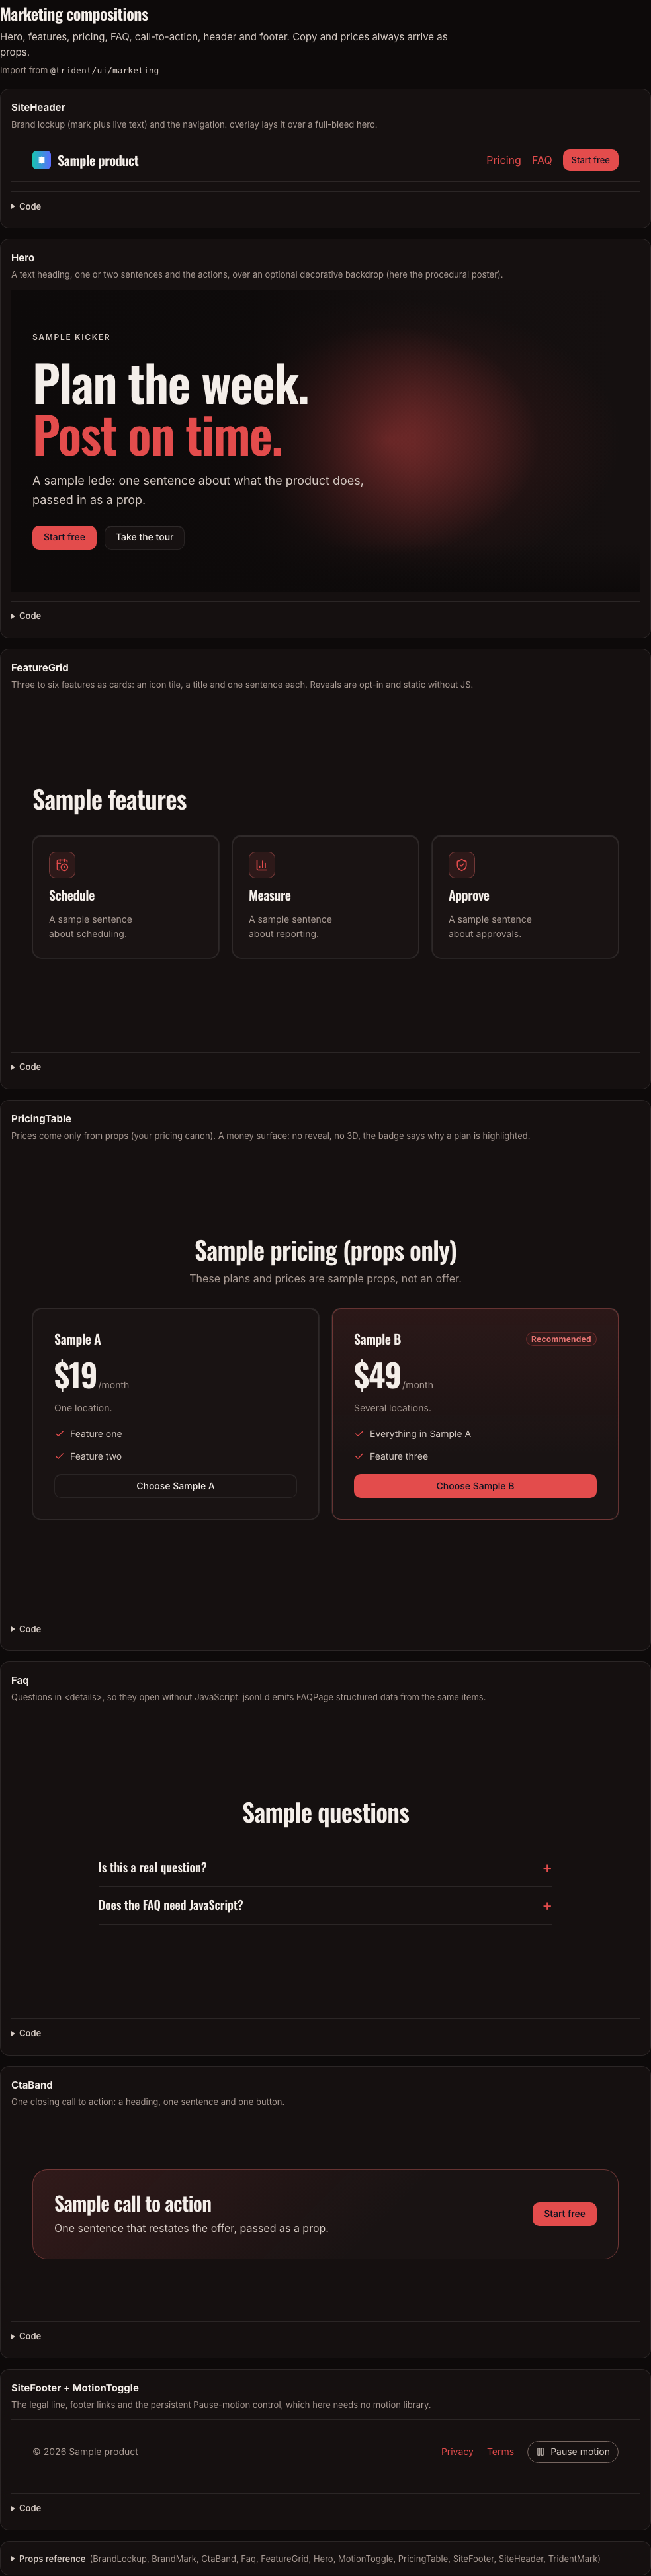 Marketing compositions
Hero, features, pricing, FAQ, call-to-action, header and footer. Copy and prices always arrive as
props.
Import from @trident/ui/marketing
SiteHeader
Brand lockup (mark plus live text) and the navigation. overlay lays it over a full-bleed hero.
Sample product
Pricing FAQ Start free
Code
Hero
A text heading, one or two sentences and the actions, over an optional decorative backdrop (here the procedural poster).
SAMPLE KICKER
Plan the week.
Post on time.
A sample lede: one sentence about what the product does,
passed in as a prop.
Start free Take the tour
Code
FeatureGrid
Three to six features as cards: an icon tile, a title and one sentence each. Reveals are opt-in and static without JS.
Sample features
Schedule
A sample sentence
about scheduling.
Measure
A sample sentence
about reporting.
Approve
A sample sentence
about approvals.
Code
PricingTable
Prices come only from props (your pricing canon). A money surface: no reveal, no 3D, the badge says why a plan is highlighted.
Sample pricing (props only)
These plans and prices are sample props, not an offer.
Sample A
$19/month
One location.
Feature one
Feature two
Choose Sample A
Sample B Recommended
$49/month
Several locations.
Everything in Sample A
Feature three
Choose Sample B
Code
Faq
Questions in <details>, so they open without JavaScript. jsonLd emits FAQPage structured data from the same items.
Sample questions
Is this a real question? +
Does the FAQ need JavaScript? +
Code
CtaBand
One closing call to action: a heading, one sentence and one button.
Sample call to action
One sentence that restates the offer, passed as a prop.
Start free
Code
SiteFooter + MotionToggle
The legal line, footer links and the persistent Pause-motion control, which here needs no motion library.
© 2026 Sample product
Privacy Terms Pause motion
Code
Props reference (BrandLockup, BrandMark, CtaBand, Faq, FeatureGrid, Hero, MotionToggle, PricingTable, SiteFooter, SiteHeader, TridentMark)